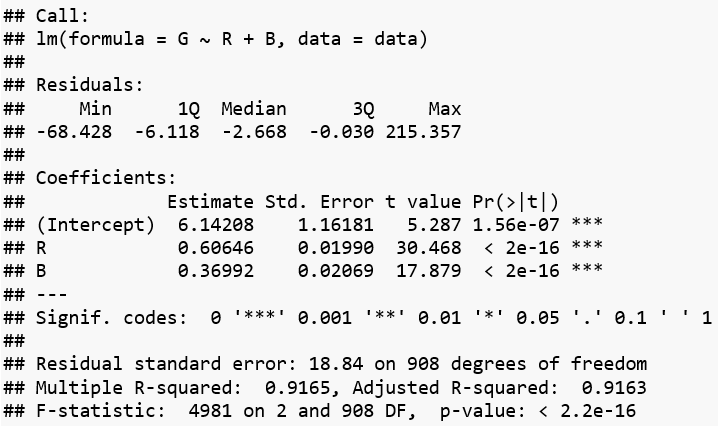 ## Call:
## lm(formula = G ~ R + B, data = data)
##
## Residuals:
##     Min      1Q  Median      3Q     Max
## -68.428  -6.118  -2.668  -0.030 215.357
##
## Coefficients:
##             Estimate Std. Error t value Pr(>|t|)
## (Intercept)  6.14208    1.16181   5.287 1.56e-07 ***
## R            0.60646    0.01990  30.468  < 2e-16 ***
## B            0.36992    0.02069  17.879  < 2e-16 ***
## ---
## Signif. codes:  0 '***' 0.001 '**' 0.01 '*' 0.05 '.' 0.1 ' ' 1
##
## Residual standard error: 18.84 on 908 degrees of freedom
## Multiple R-squared:  0.9165, Adjusted R-squared:  0.9163
## F-statistic:  4981 on 2 and 908 DF,  p-value: < 2.2e-16